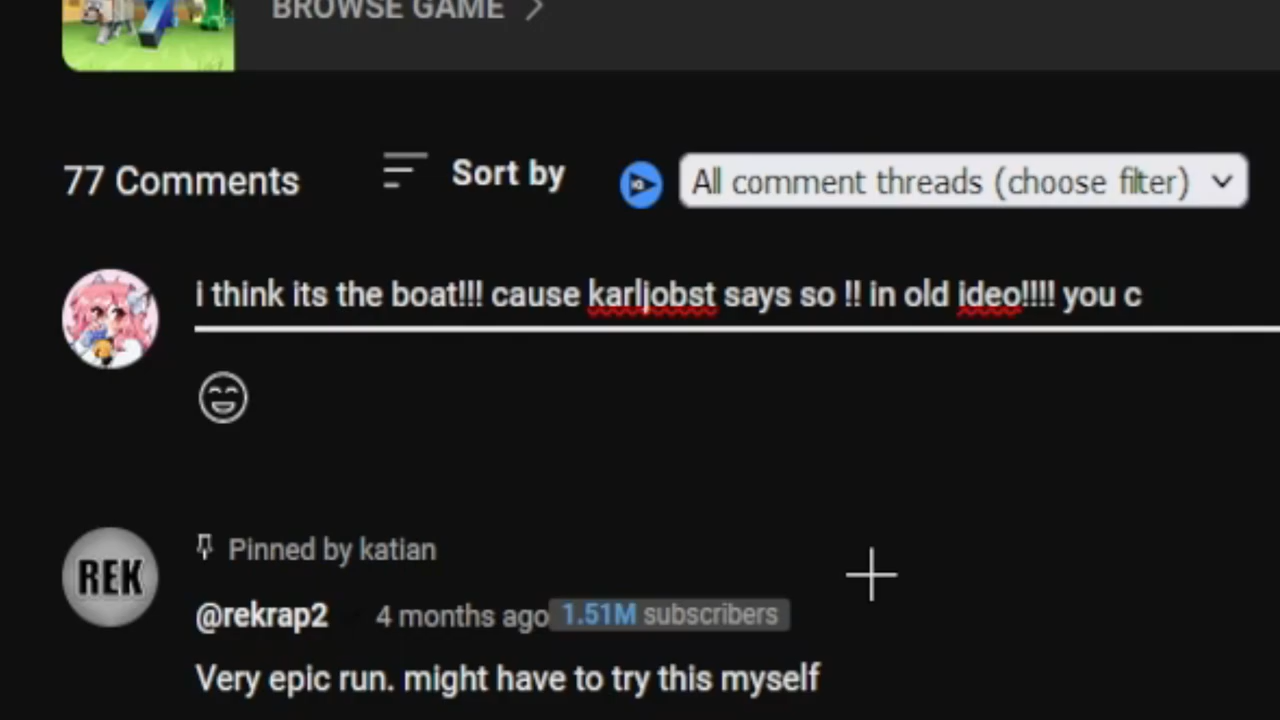 BROWSE GAME
77 Comments
Sort by
All comment threads (choose filter)
i think its the boat!!! cause karljobst says so !! in old ideo!!!! you c
Pinned by katian
REK
@rekrap2 4 months ago 1.51M subscribers
Very epic run. might have to try this myself